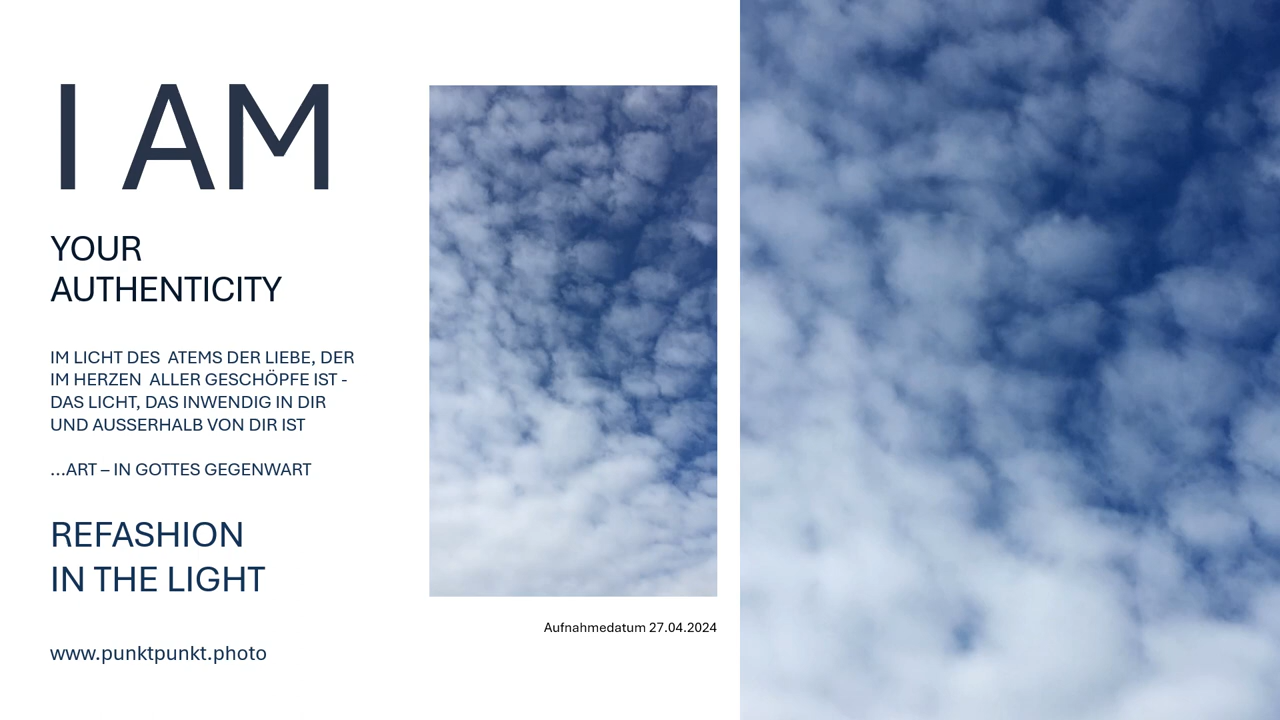 I AM
YOUR
AUTHENTICITY
IM LICHT DES  ATEMS DER LIEBE, DER
IM HERZEN  ALLER GESCHÖPFE IST -
DAS LICHT, DAS INWENDIG IN DIR
UND AUSSERHALB VON DIR IST
...ART – IN GOTTES GEGENWART
REFASHION
IN THE LIGHT
www.punktpunkt.photo
Aufnahmedatum 27.04.2024